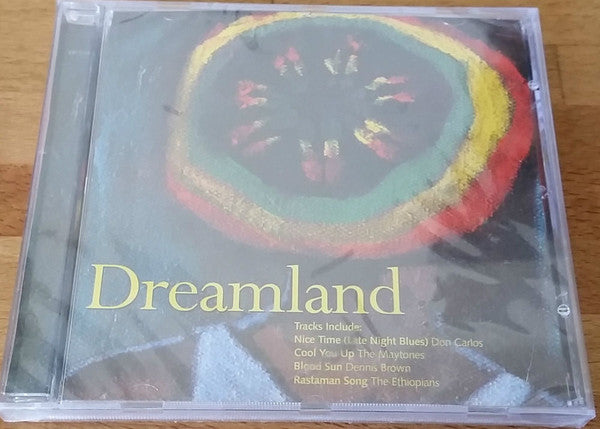 Dreamland
Tracks Include:
Nice Time (Late Night Blues) Don Carlos
Cool You Up The Maytones
Blood Sun Dennis Brown
Rastaman Song The Ethiopians